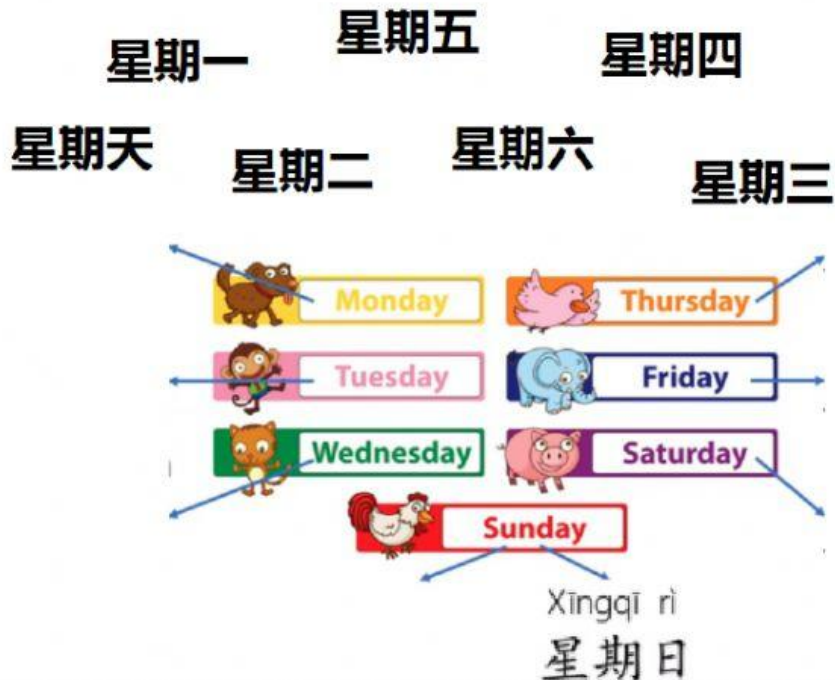 星期一
星期五
星期四
星期天
星期二
星期六
星期三
Monday
Thursday
Tuesday
Friday
Wednesday
Saturday
Sunday
Xīngqī rì
星期日